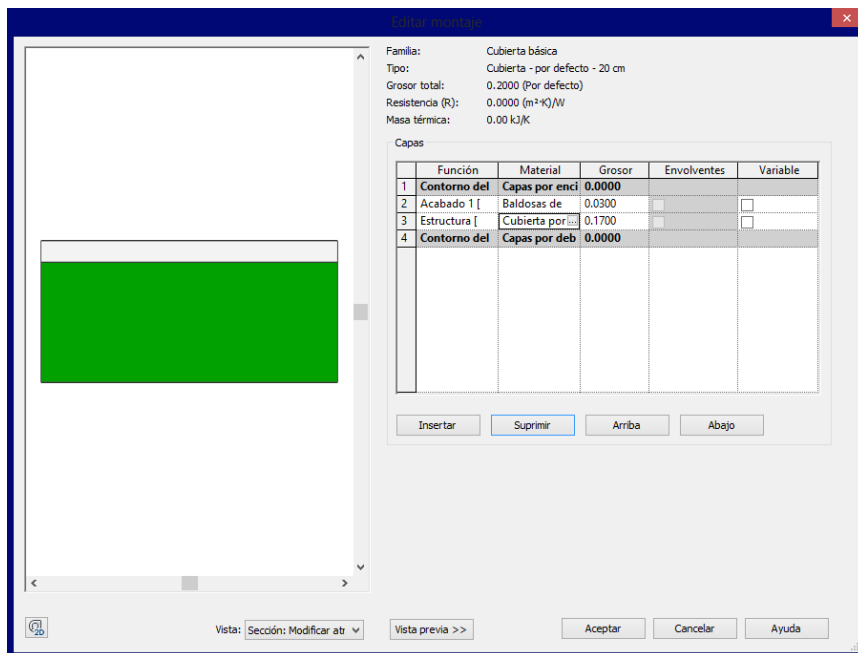 Editar montaje
Familia: Cubierta básica
Tipo: Cubierta - por defecto - 20 cm
Grosor total: 0.2000 (Por defecto)
Resistencia (R): 0.0000 (m²·K)/W
Masa térmica: 0.00 kJ/K
Capas
Función Material Grosor Envolventes Variable
1 Contorno del Capas por enci 0.0000
2 Acabado 1 [ Baldosas de 0.0300
3 Estructura [ Cubierta por ... 0.1700
4 Contorno del Capas por deb 0.0000
Insertar Suprimir Arriba Abajo
2D Vista: Sección: Modificar atr Vista previa >> Aceptar Cancelar Ayuda